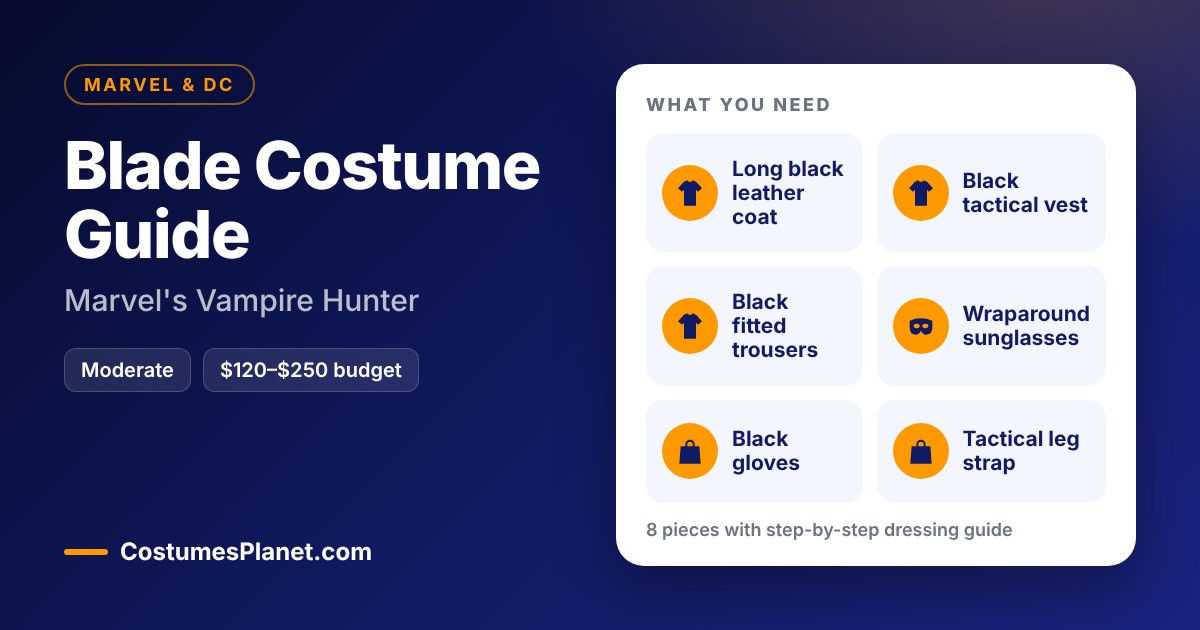 MARVEL & DC
Blade Costume
Guide
Marvel's Vampire Hunter
Moderate
$120–$250 budget
CostumesPlanet.com
WHAT YOU NEED
Long black
leather
coat
Black
tactical vest
Black
fitted
trousers
Wraparound
sunglasses
Black
gloves
Tactical leg
strap
8 pieces with step-by-step dressing guide